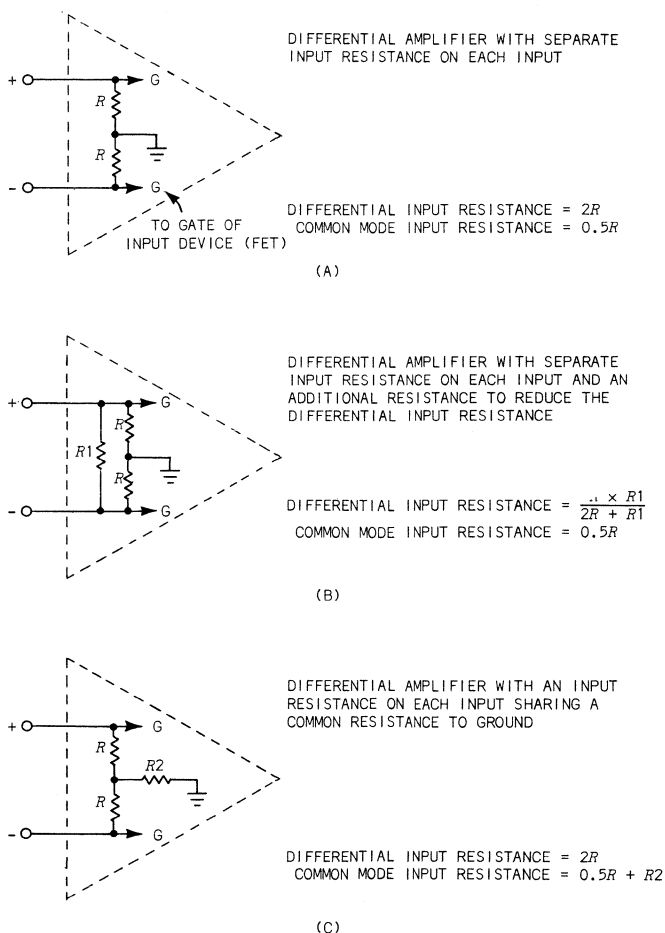 DIFFERENTIAL AMPLIFIER WITH SEPARATE
INPUT RESISTANCE ON EACH INPUT
+
G
R
R
-
G
TO GATE OF
INPUT DEVICE (FET)
DIFFERENTIAL INPUT RESISTANCE = 2R
COMMON MODE INPUT RESISTANCE = 0.5R
(A)
DIFFERENTIAL AMPLIFIER WITH SEPARATE
INPUT RESISTANCE ON EACH INPUT AND AN
ADDITIONAL RESISTANCE TO REDUCE THE
DIFFERENTIAL INPUT RESISTANCE
+
G
R
R1
R
-
G
DIFFERENTIAL INPUT RESISTANCE = × R1
2R + R1
COMMON MODE INPUT RESISTANCE = 0.5R
(B)
DIFFERENTIAL AMPLIFIER WITH AN INPUT
RESISTANCE ON EACH INPUT SHARING A
COMMON RESISTANCE TO GROUND
+
G
R
R2
R
-
G
DIFFERENTIAL INPUT RESISTANCE = 2R
COMMON MODE INPUT RESISTANCE = 0.5R + R2
(C)